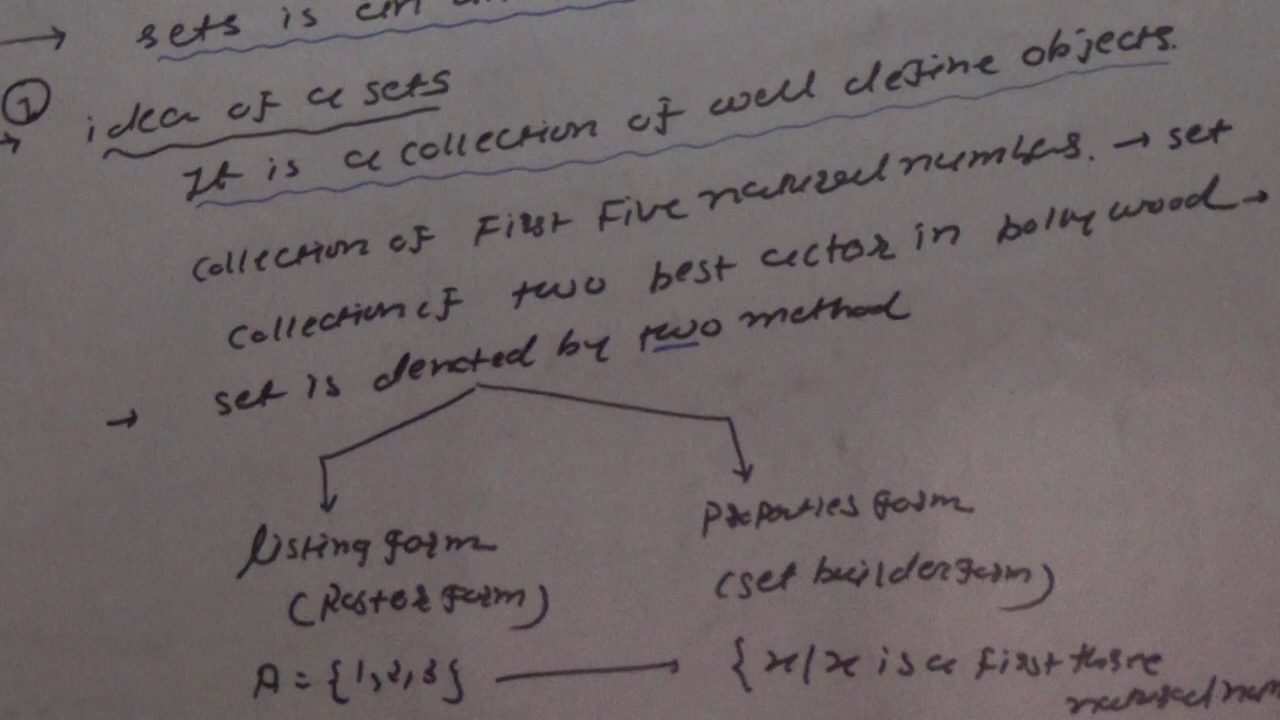 → sets is an
① idea of a sets
→ It is a collection of well define objects.
collection of First Five natural numbers. → set
collection of two best actor in bollywood →
→ set is denoted by two method
listing form properties form
(Roster form) (set builder form)
A = {1, 2, 3} → {x/x is a first three
natural num